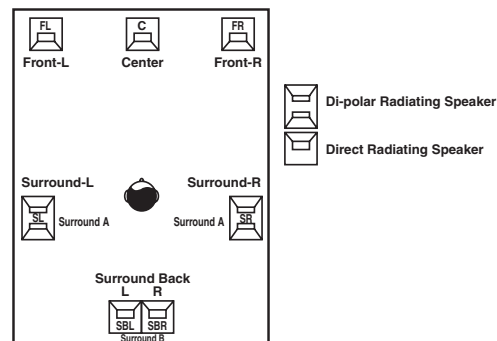 FL C FR
Front-L Center Front-R
Di-polar Radiating Speaker
Direct Radiating Speaker
Surround-L Surround-R
SL Surround A Surround A SR
Surround Back
L R
SBL SBR
Surround B